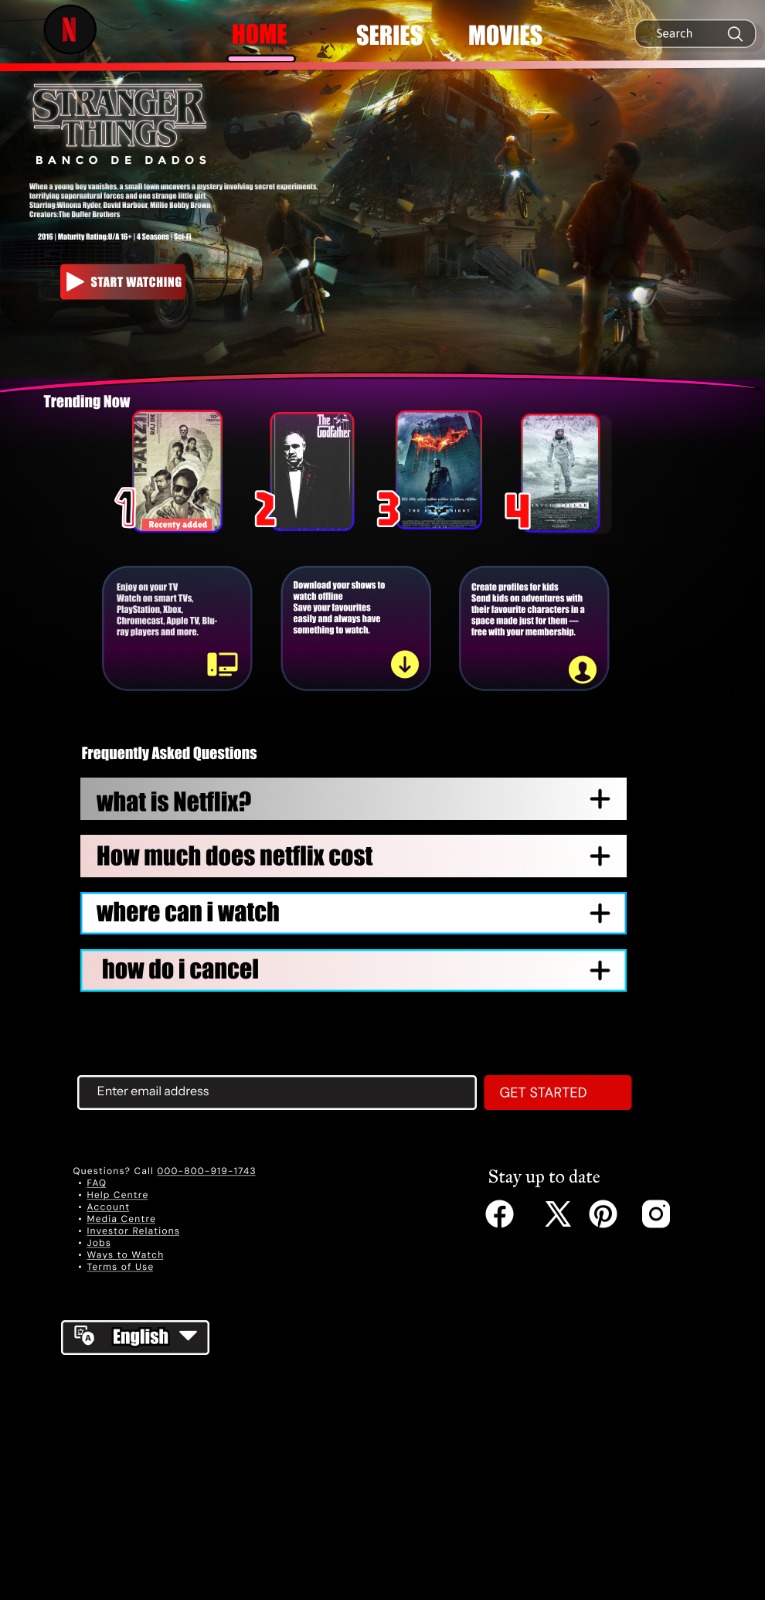 N
HOME
SERIES
MOVIES
Search
STRANGER
THINGS
BANCO DE DADOS
When a young boy vanishes, a small town uncovers a mystery involving secret experiments,
terrifying supernatural forces and one strange little girl.
Starring:Winona Ryder, David Harbour, Millie Bobby Brown
Creators:The Duffer Brothers
2016 | Maturity Rating:U/A 16+ | 4 Seasons | Sci-Fi
START WATCHING
Trending Now
FARZI
1
Rocenty added
The
Godfather
2
3
4
Enjoy on your TV
Watch on smart TVs,
PlayStation, Xbox,
Chromecast, Apple TV, Blu-
ray players and more.
Download your shows to
watch offline
Save your favourites
easily and always have
something to watch.
Create profiles for kids
Send kids on adventures with
their favourite characters in a
space made just for them —
free with your membership.
Frequently Asked Questions
what is Netflix?
How much does netflix cost
where can i watch
how do i cancel
Enter email address
GET STARTED
Questions? Call 000-800-919-1743
• FAQ
• Help Centre
• Account
• Media Centre
• Investor Relations
• Jobs
• Ways to Watch
• Terms of Use
Stay up to date
English